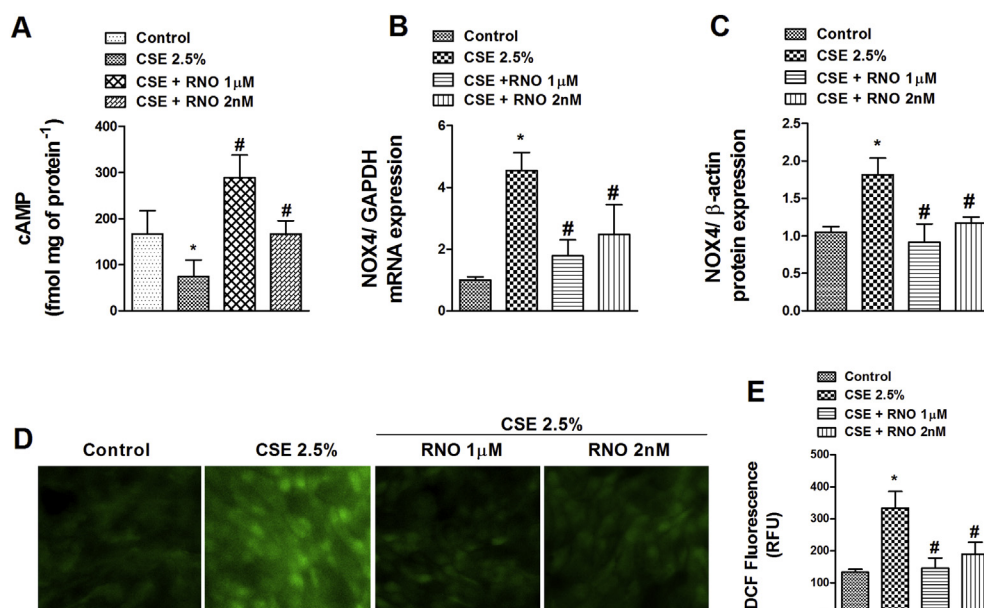 A
Control
CSE 2.5%
CSE + RNO 1µM
CSE + RNO 2nM
400
300
200
100
0
cAMP
(fmol mg of protein-1)
*
#
#
B
Control
CSE 2.5%
CSE +RNO 1µM
CSE + RNO 2nM
6
4
2
0
NOX4/ GAPDH
mRNA expression
*
#
#
C
Control
CSE 2.5%
CSE + RNO 1µM
CSE + RNO 2nM
2.5
2.0
1.5
1.0
0.5
0.0
NOX4/ β-actin
protein expression
*
#
#
D
CSE 2.5%
Control
CSE 2.5%
RNO 1µM
RNO 2nM
E
Control
CSE 2.5%
CSE + RNO 1µM
CSE + RNO 2nM
500
400
300
200
100
DCF Fluorescence
(RFU)
*
#
#